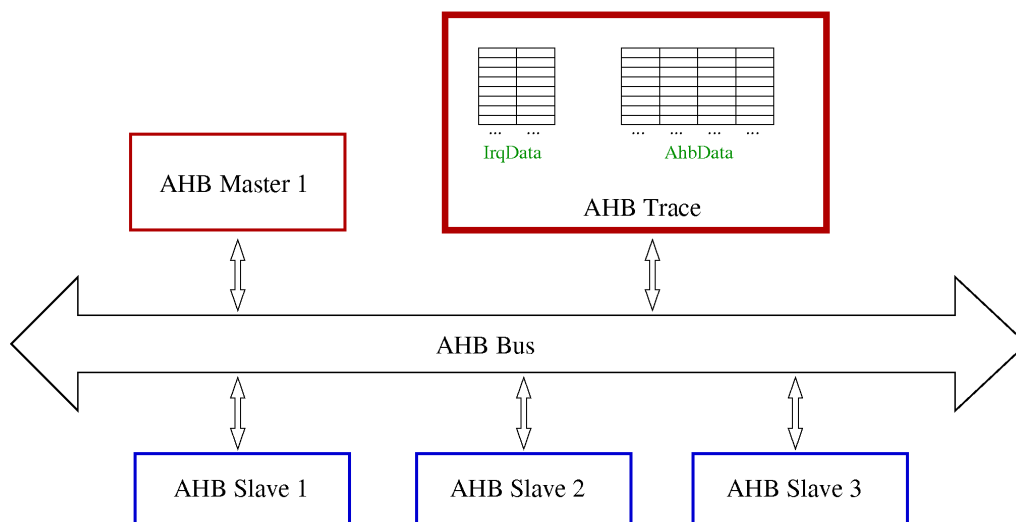 ... ...
... ... ... ...
IrqData
AhbData
AHB Master 1
AHB Trace
AHB Bus
AHB Slave 1
AHB Slave 2
AHB Slave 3